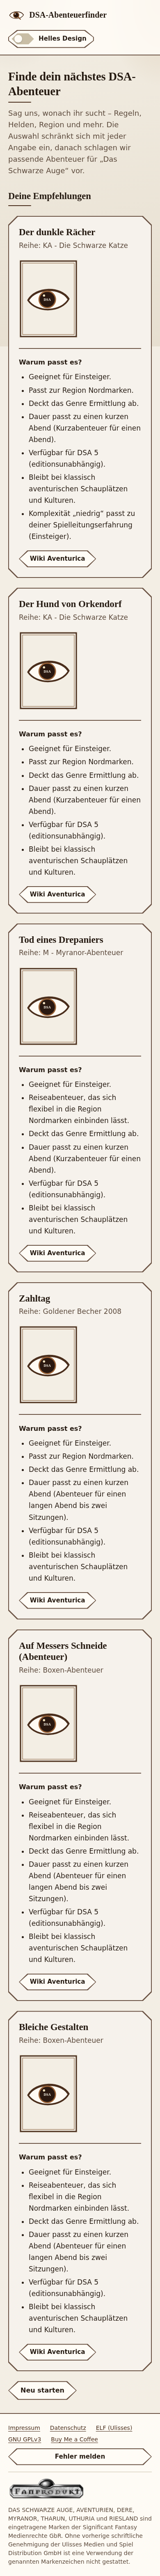 DSA-Abenteuerfinder
Helles Design
Finde dein nächstes DSA-
Abenteuer
Sag uns, wonach ihr sucht – Regeln,
Helden, Region und mehr. Die
Auswahl schränkt sich mit jeder
Angabe ein, danach schlagen wir
passende Abenteuer für „Das
Schwarze Auge“ vor.
Deine Empfehlungen
Der dunkle Rächer
Reihe: KA - Die Schwarze Katze
DSA
Warum passt es?
• Geeignet für Einsteiger.
• Passt zur Region Nordmarken.
• Deckt das Genre Ermittlung ab.
• Dauer passt zu einen kurzen
Abend (Kurzabenteuer für einen
Abend).
• Verfügbar für DSA 5
(editionsunabhängig).
• Bleibt bei klassisch
aventurischen Schauplätzen
und Kulturen.
• Komplexität „niedrig“ passt zu
deiner Spielleitungserfahrung
(Einsteiger).
Wiki Aventurica
Der Hund von Orkendorf
Reihe: KA - Die Schwarze Katze
DSA
Warum passt es?
• Geeignet für Einsteiger.
• Passt zur Region Nordmarken.
• Deckt das Genre Ermittlung ab.
• Dauer passt zu einen kurzen
Abend (Kurzabenteuer für einen
Abend).
• Verfügbar für DSA 5
(editionsunabhängig).
• Bleibt bei klassisch
aventurischen Schauplätzen
und Kulturen.
Wiki Aventurica
Tod eines Drepaniers
Reihe: M - Myranor-Abenteuer
DSA
Warum passt es?
• Geeignet für Einsteiger.
• Reiseabenteuer, das sich
flexibel in die Region
Nordmarken einbinden lässt.
• Deckt das Genre Ermittlung ab.
• Dauer passt zu einen kurzen
Abend (Kurzabenteuer für einen
Abend).
• Verfügbar für DSA 5
(editionsunabhängig).
• Bleibt bei klassisch
aventurischen Schauplätzen
und Kulturen.
Wiki Aventurica
Zahltag
Reihe: Goldener Becher 2008
DSA
Warum passt es?
• Geeignet für Einsteiger.
• Passt zur Region Nordmarken.
• Deckt das Genre Ermittlung ab.
• Dauer passt zu einen kurzen
Abend (Abenteuer für einen
langen Abend bis zwei
Sitzungen).
• Verfügbar für DSA 5
(editionsunabhängig).
• Bleibt bei klassisch
aventurischen Schauplätzen
und Kulturen.
Wiki Aventurica
Auf Messers Schneide
(Abenteuer)
Reihe: Boxen-Abenteuer
DSA
Warum passt es?
• Geeignet für Einsteiger.
• Reiseabenteuer, das sich
flexibel in die Region
Nordmarken einbinden lässt.
• Deckt das Genre Ermittlung ab.
• Dauer passt zu einen kurzen
Abend (Abenteuer für einen
langen Abend bis zwei
Sitzungen).
• Verfügbar für DSA 5
(editionsunabhängig).
• Bleibt bei klassisch
aventurischen Schauplätzen
und Kulturen.
Wiki Aventurica
Bleiche Gestalten
Reihe: Boxen-Abenteuer
DSA
Warum passt es?
• Geeignet für Einsteiger.
• Reiseabenteuer, das sich
flexibel in die Region
Nordmarken einbinden lässt.
• Deckt das Genre Ermittlung ab.
• Dauer passt zu einen kurzen
Abend (Abenteuer für einen
langen Abend bis zwei
Sitzungen).
• Verfügbar für DSA 5
(editionsunabhängig).
• Bleibt bei klassisch
aventurischen Schauplätzen
und Kulturen.
Wiki Aventurica
Neu starten
Impressum Datenschutz ELF (Ulisses)
GNU GPLv3 Buy Me a Coffee
Fehler melden
FANPRODUKT
DAS SCHWARZE AUGE, AVENTURIEN, DERE,
MYRANOR, THARUN, UTHURIA und RIESLAND sind
eingetragene Marken der Significant Fantasy
Medienrechte GbR. Ohne vorherige schriftliche
Genehmigung der Ulisses Medien und Spiel
Distribution GmbH ist eine Verwendung der
genannten Markenzeichen nicht gestattet.